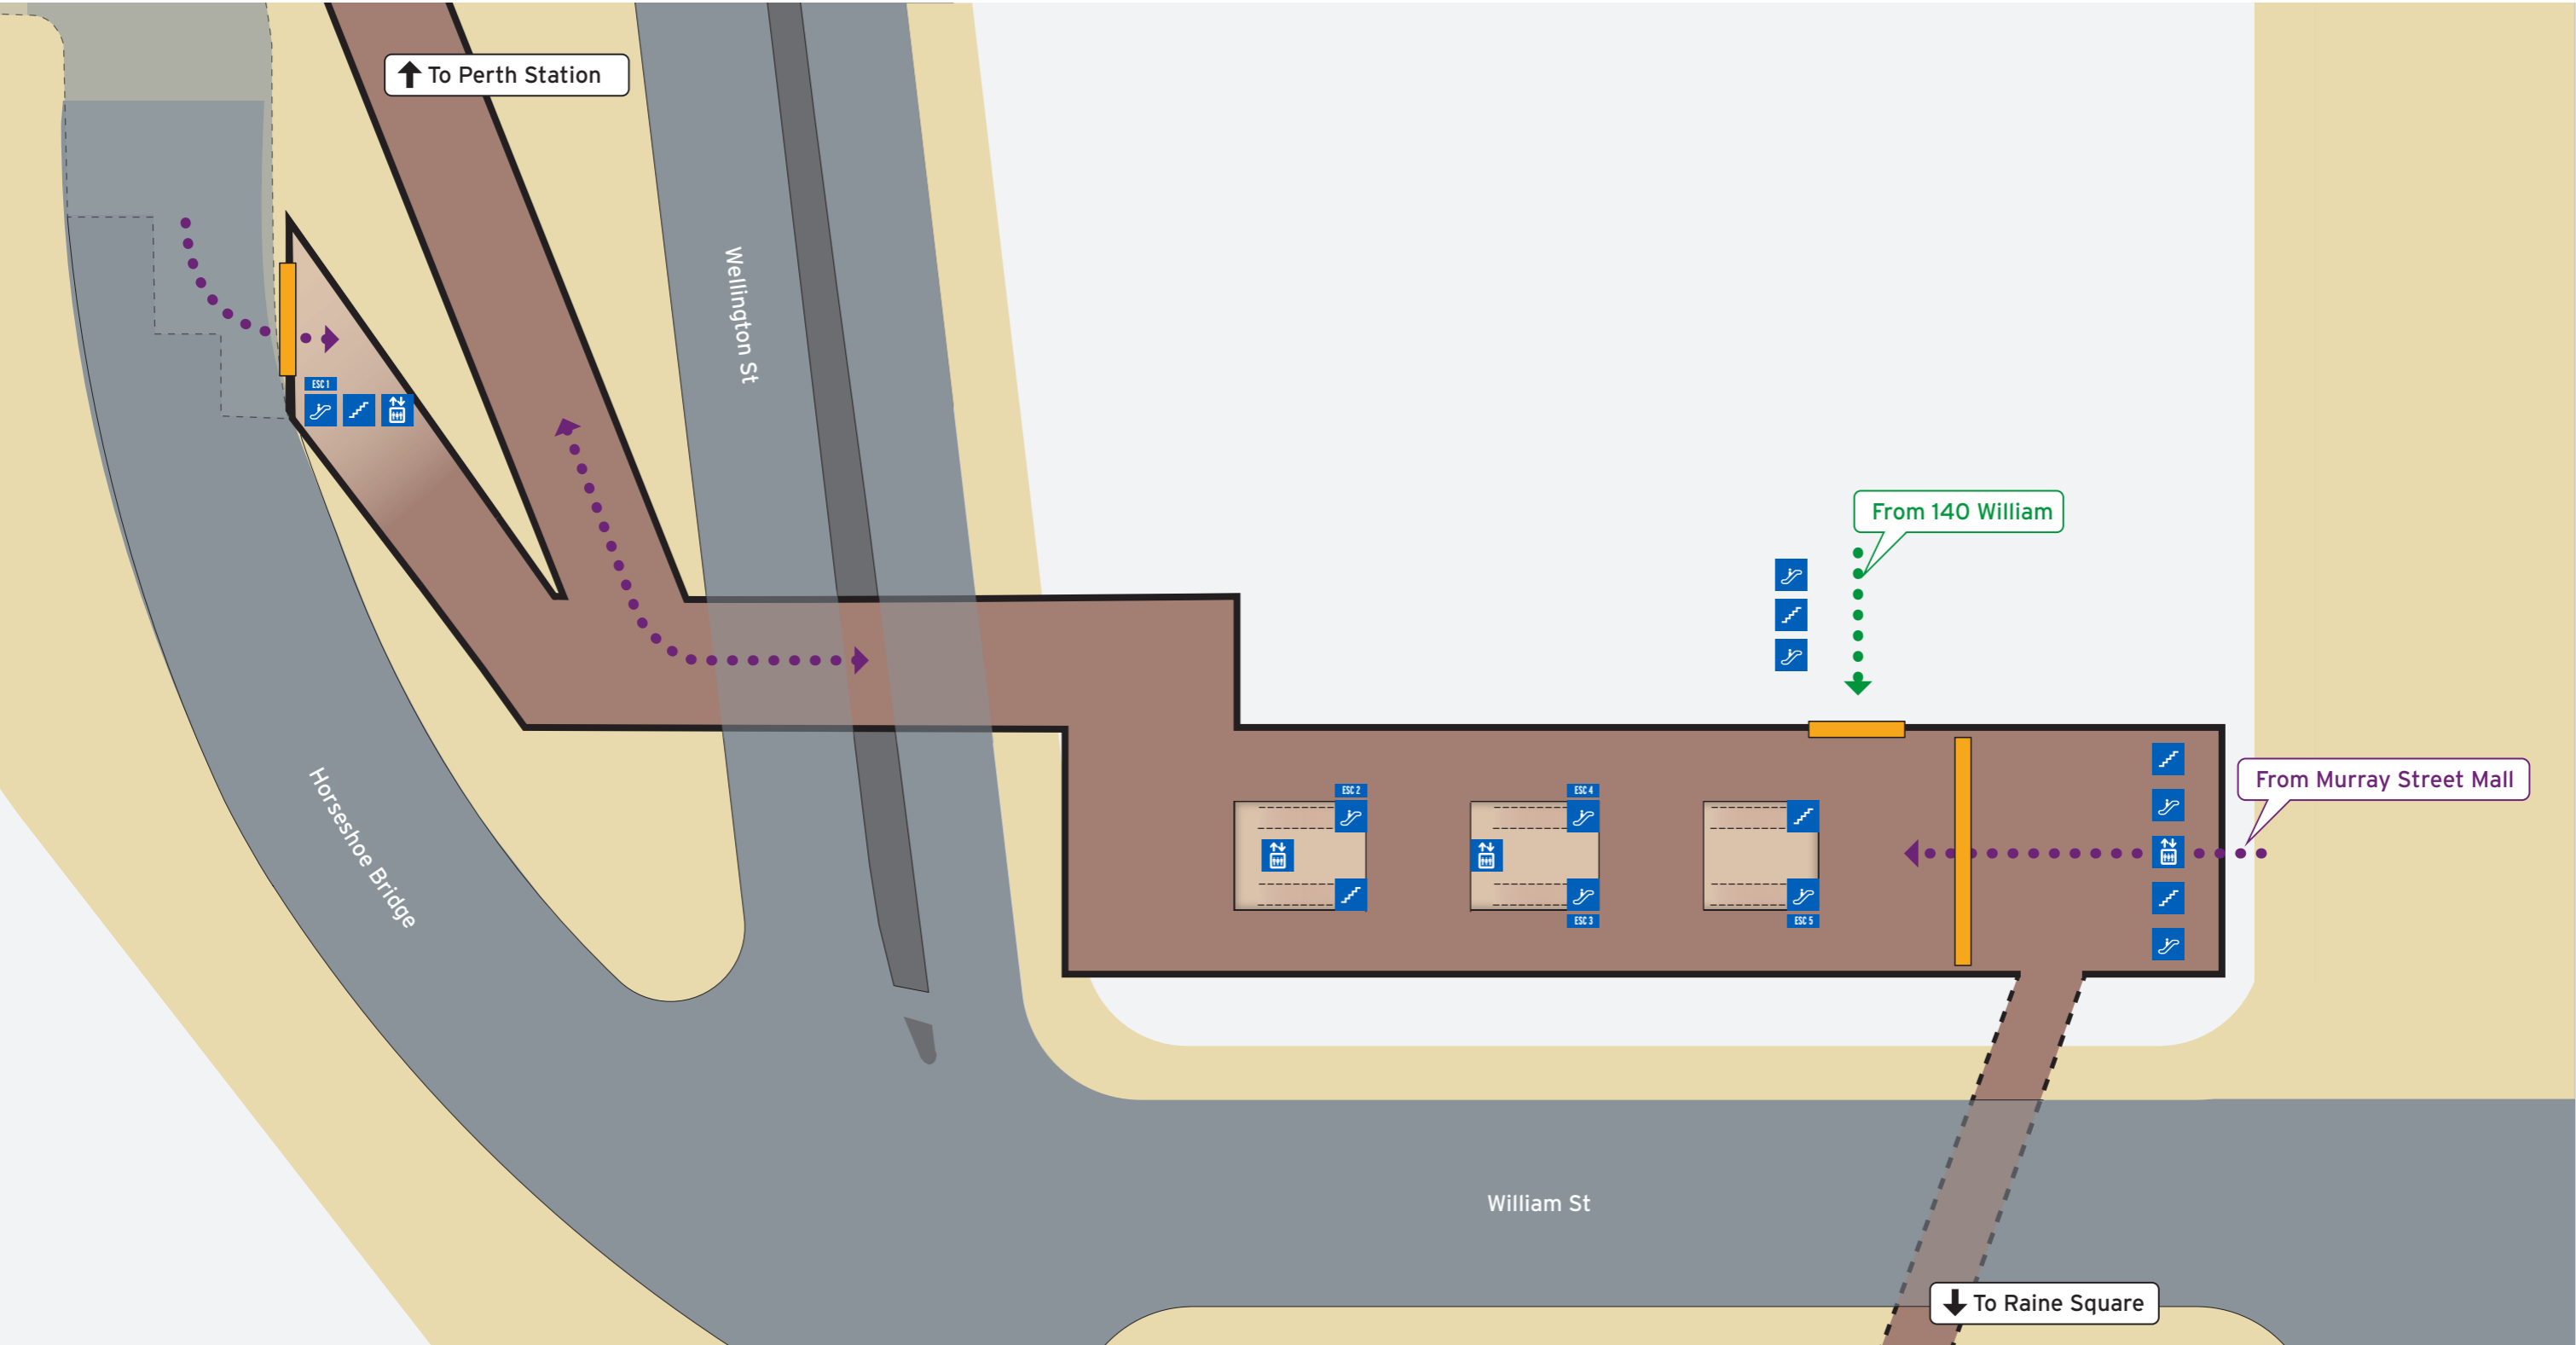 To Perth Station
Wellington St
ESC 1
From 140 William
From Murray Street Mall
ESC 2
ESC 4
ESC 3
ESC 5
Horseshoe Bridge
William St
To Raine Square